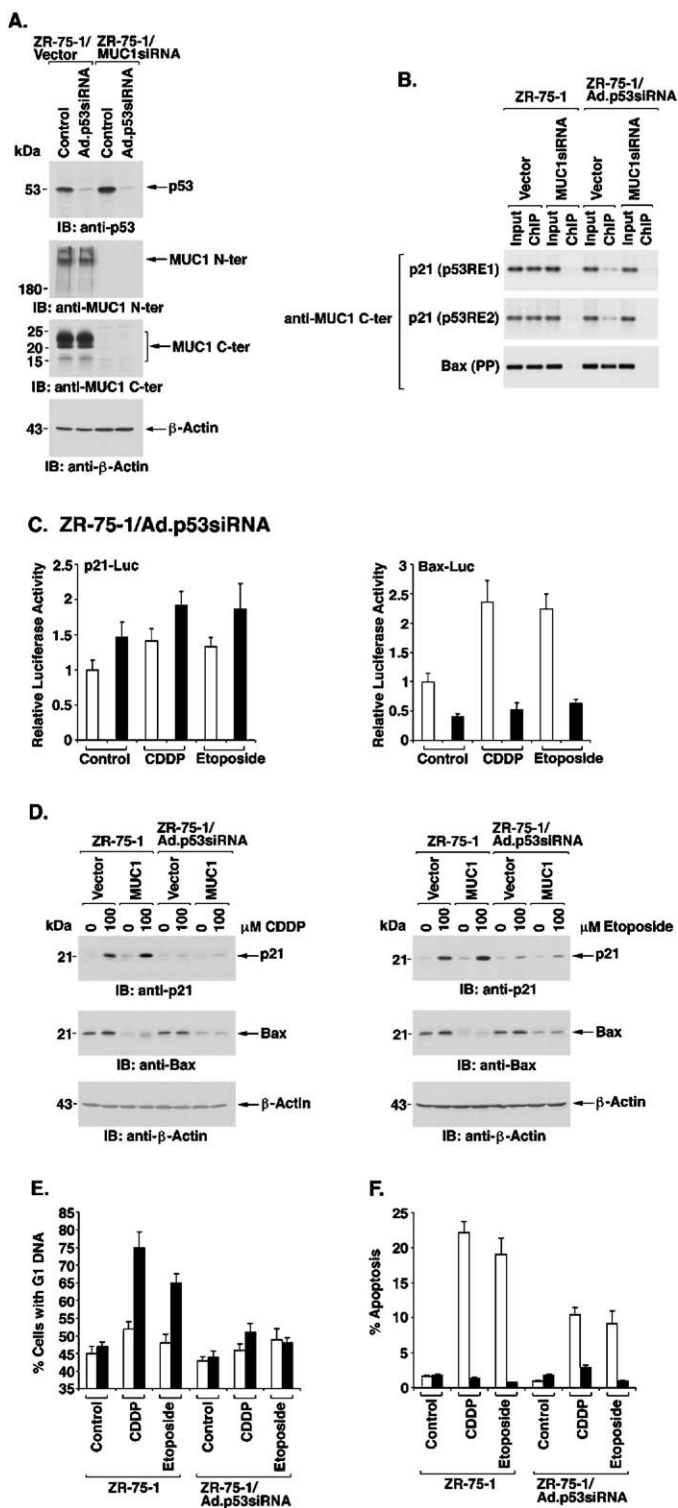 A.
ZR-75-1/ ZR-75-1/
Vector MUC1siRNA
Control
Ad.p53siRNA
Control
Ad.p53siRNA
kDa
53 p53
IB: anti-p53
MUC1 N-ter
180
IB: anti-MUC1 N-ter
25
20 MUC1 C-ter
15
IB: anti-MUC1 C-ter
43 β-Actin
IB: anti-β-Actin
B.
ZR-75-1 ZR-75-1/
Ad.p53siRNA
Vector
MUC1siRNA
Vector
MUC1siRNA
Input
ChIP
Input
ChIP
Input
ChIP
Input
ChIP
p21 (p53RE1)
anti-MUC1 C-ter p21 (p53RE2)
Bax (PP)
C. ZR-75-1/Ad.p53siRNA
p21-Luc
Relative Luciferase Activity
2.5
2
1.5
1
0.5
0
Control CDDP Etoposide
Bax-Luc
Relative Luciferase Activity
3
2.5
2
1.5
1
0.5
0
Control CDDP Etoposide
D.
ZR-75-1 ZR-75-1/
Ad.p53siRNA
Vector
MUC1
Vector
MUC1
kDa 0 100 0 100 0 100 0 100 μM CDDP
21 p21
IB: anti-p21
21 Bax
IB: anti-Bax
43 β-Actin
IB: anti-β-Actin
ZR-75-1 ZR-75-1/
Ad.p53siRNA
Vector
MUC1
Vector
MUC1
kDa 0 100 0 100 0 100 0 100 μM Etoposide
21 p21
IB: anti-p21
21 Bax
IB: anti-Bax
43 β-Actin
IB: anti-β-Actin
E.
% Cells with G1 DNA
85
75
65
55
45
35
Control
CDDP
Etoposide
Control
CDDP
Etoposide
ZR-75-1 ZR-75-1/
Ad.p53siRNA
F.
% Apoptosis
25
20
15
10
5
0
Control
CDDP
Etoposide
Control
CDDP
Etoposide
ZR-75-1 ZR-75-1/
Ad.p53siRNA